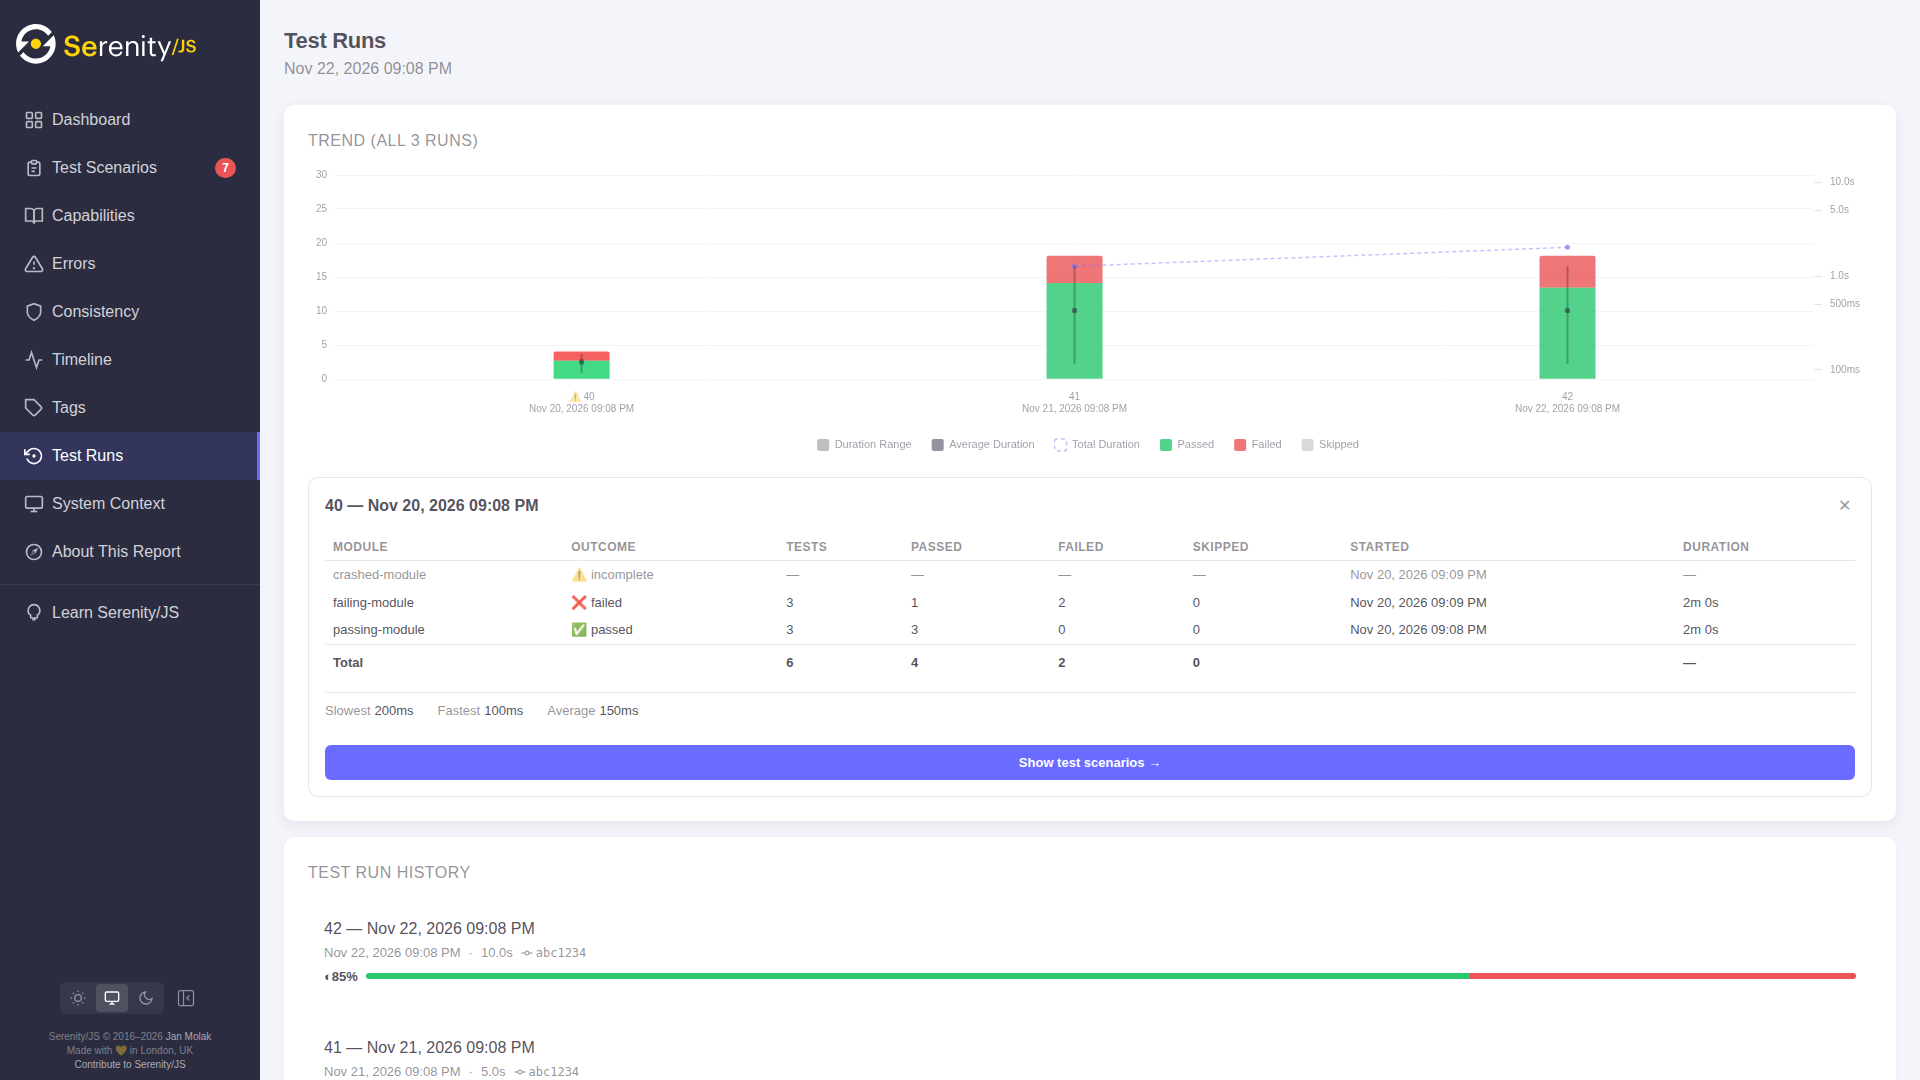 Serenity/JS
Dashboard
Test Scenarios 7
Capabilities
Errors
Consistency
Timeline
Tags
Test Runs
System Context
About This Report
Learn Serenity/JS
Serenity/JS © 2016–2026 Jan Molak
Made with 🤎 in London, UK
Contribute to Serenity/JS
Test Runs
Nov 22, 2026 09:08 PM
TREND (ALL 3 RUNS)
30
25
20
15
10
5
0
10.0s
5.0s
1.0s
500ms
100ms
⚠️ 40
Nov 20, 2026 09:08 PM
41
Nov 21, 2026 09:08 PM
42
Nov 22, 2026 09:08 PM
Duration Range Average Duration Total Duration Passed Failed Skipped
40 — Nov 20, 2026 09:08 PM ×
MODULE OUTCOME TESTS PASSED FAILED SKIPPED STARTED DURATION
crashed-module ⚠️ incomplete — — — — Nov 20, 2026 09:09 PM —
failing-module ❌ failed 3 1 2 0 Nov 20, 2026 09:09 PM 2m 0s
passing-module ✅ passed 3 3 0 0 Nov 20, 2026 09:08 PM 2m 0s
Total 6 4 2 0 —
Slowest 200ms Fastest 100ms Average 150ms
Show test scenarios →
TEST RUN HISTORY
42 — Nov 22, 2026 09:08 PM
Nov 22, 2026 09:08 PM · 10.0s abc1234
85%
41 — Nov 21, 2026 09:08 PM
Nov 21, 2026 09:08 PM · 5.0s abc1234